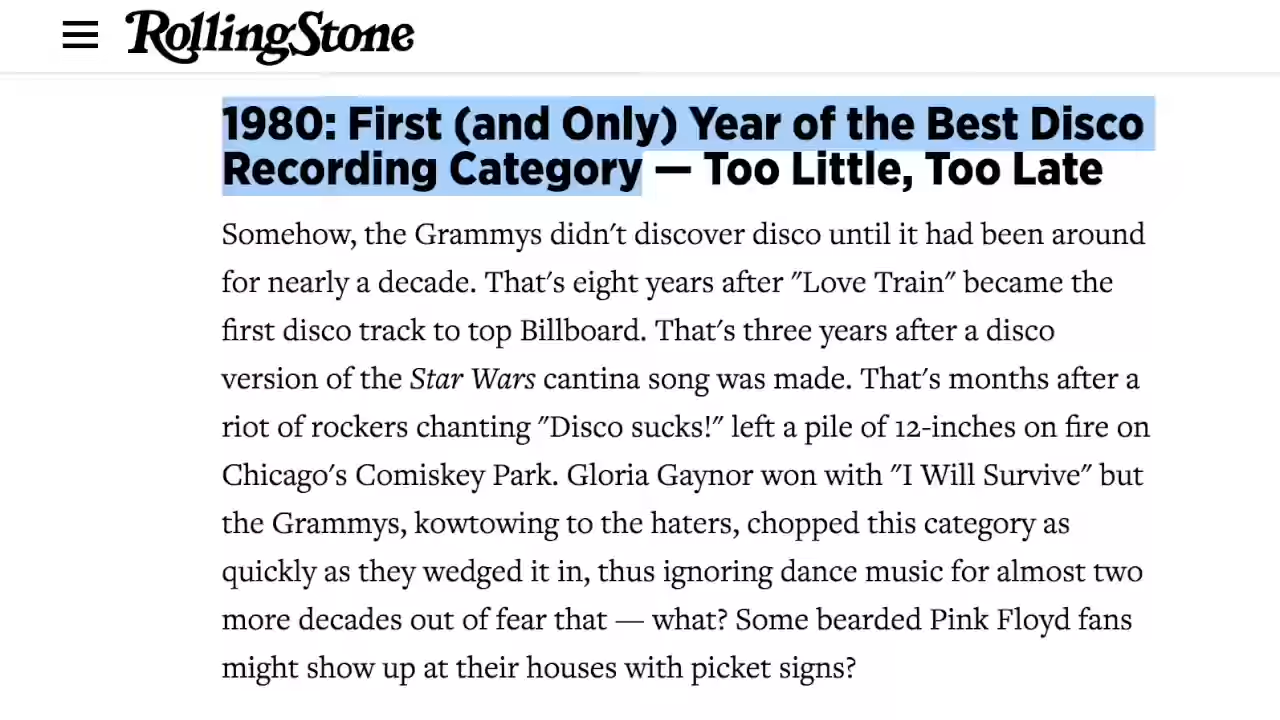 RollingStone
1980: First (and Only) Year of the Best Disco
Recording Category — Too Little, Too Late
Somehow, the Grammys didn't discover disco until it had been around
for nearly a decade. That's eight years after "Love Train" became the
first disco track to top Billboard. That's three years after a disco
version of the Star Wars cantina song was made. That's months after a
riot of rockers chanting "Disco sucks!" left a pile of 12-inches on fire on
Chicago's Comiskey Park. Gloria Gaynor won with "I Will Survive" but
the Grammys, kowtowing to the haters, chopped this category as
quickly as they wedged it in, thus ignoring dance music for almost two
more decades out of fear that — what? Some bearded Pink Floyd fans
might show up at their houses with picket signs?